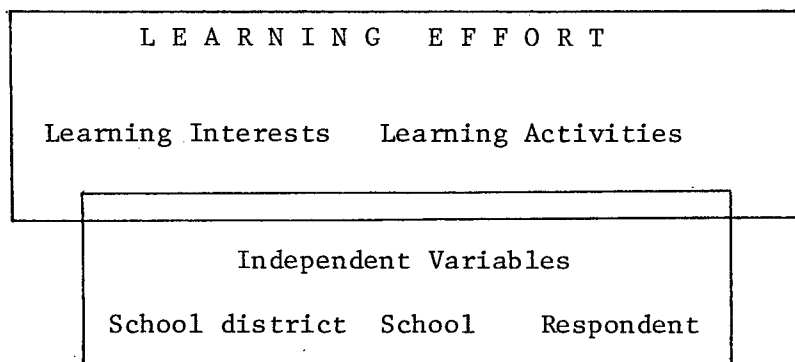 L E A R N I N G E F F O R T
Learning Interests Learning Activities
Independent Variables
School district School Respondent